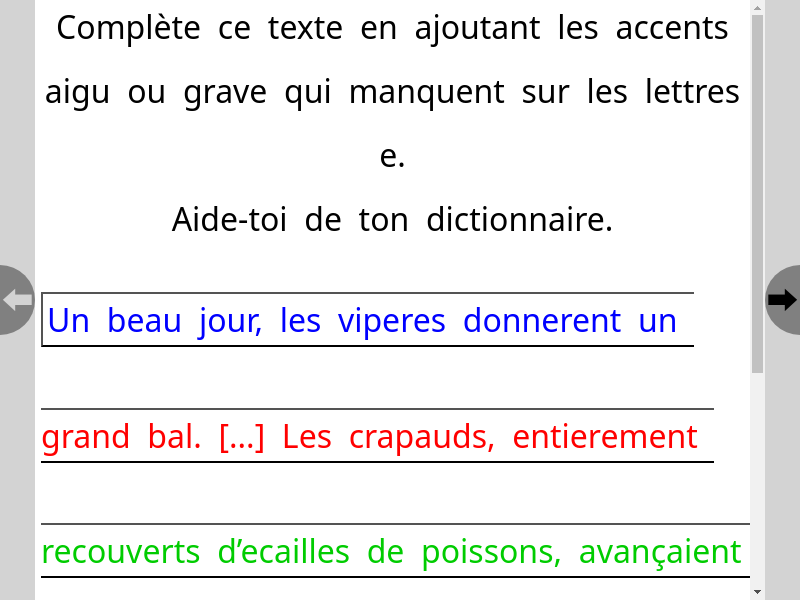 Complète ce texte en ajoutant les accents
aigu ou grave qui manquent sur les lettres
e.
Aide-toi de ton dictionnaire.
Un beau jour, les viperes donnerent un
grand bal. [...] Les crapauds, entierement
recouverts d’ecailles de poissons, avançaient